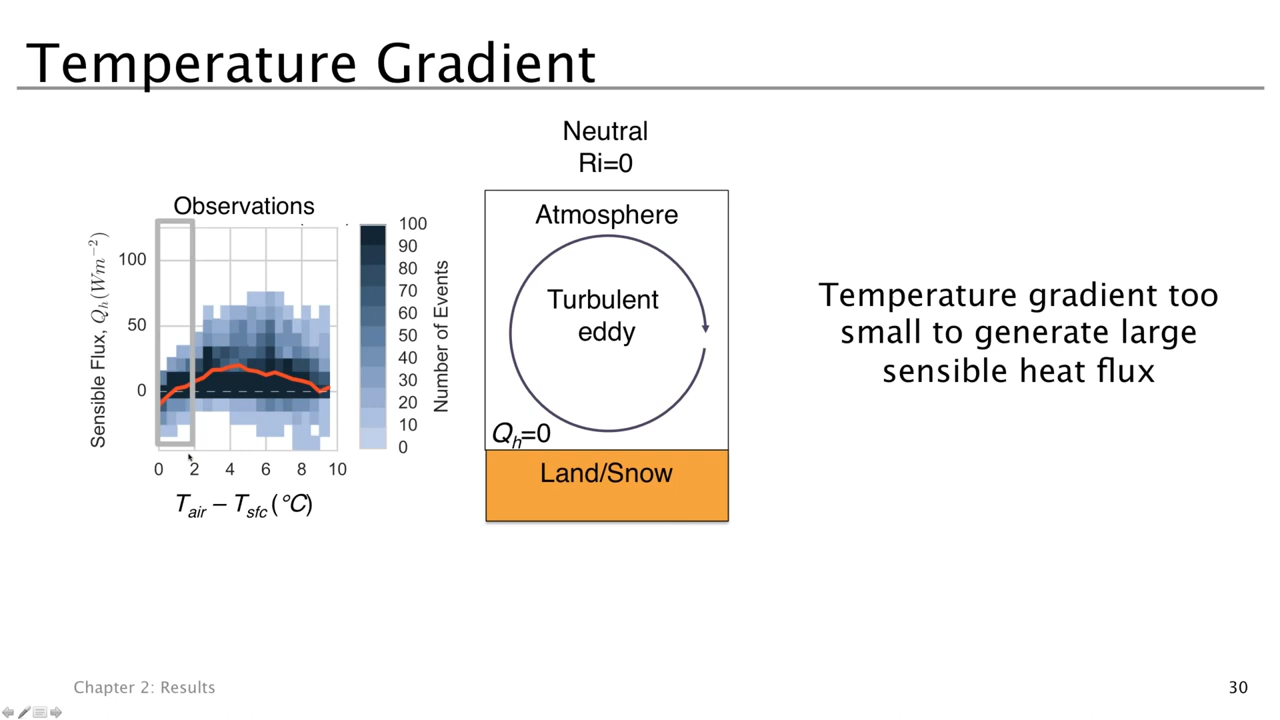 Temperature Gradient
Neutral
Ri=0
Observations
Sensible Flux, Qₕ(Wm⁻²)
100
50
0
0 2 4 6 8 10
T_air – T_sfc (°C)
100
90
80
70
60
50
40
30
20
10
0
Number of Events
Atmosphere
Turbulent
eddy
Qₕ=0
Land/Snow
Temperature gradient too
small to generate large
sensible heat flux
Chapter 2: Results
30